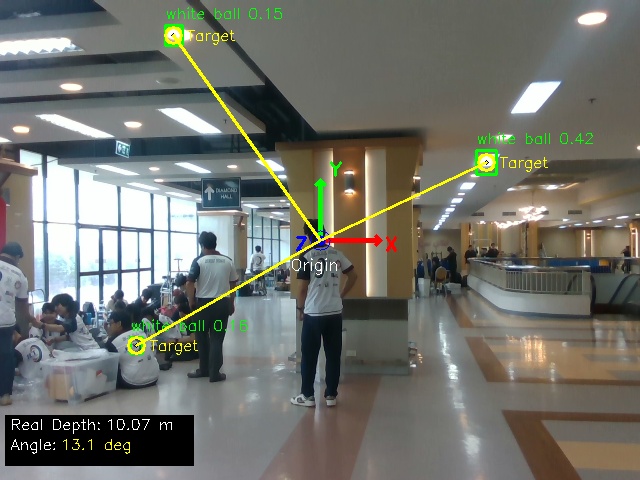 white ball 0.15
Target
white ball 0.42
Target
DIAMOND
HALL
Y
Z
X
Origin
white ball 0.16
Target
Real Depth: 10.07 m
Angle: 13.1 deg